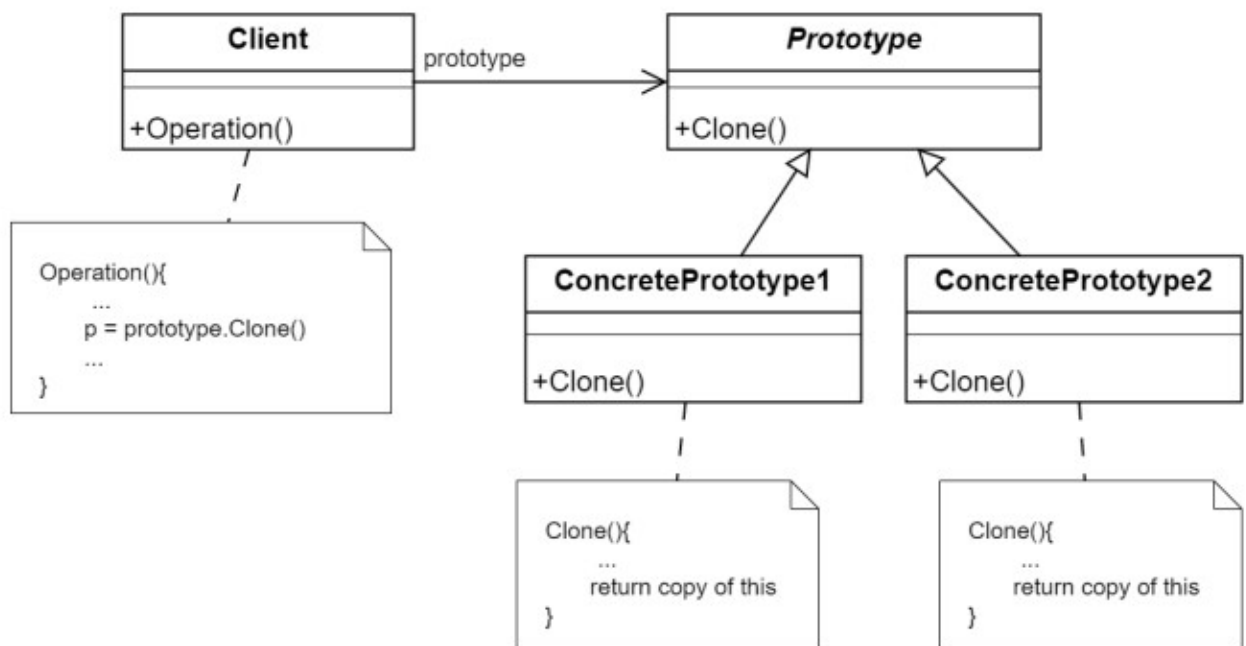 Client
+Operation()
prototype
Prototype
+Clone()
Operation(){
...
p = prototype.Clone()
...
}
ConcretePrototype1
+Clone()
ConcretePrototype2
+Clone()
Clone(){
...
return copy of this
}
Clone(){
...
return copy of this
}